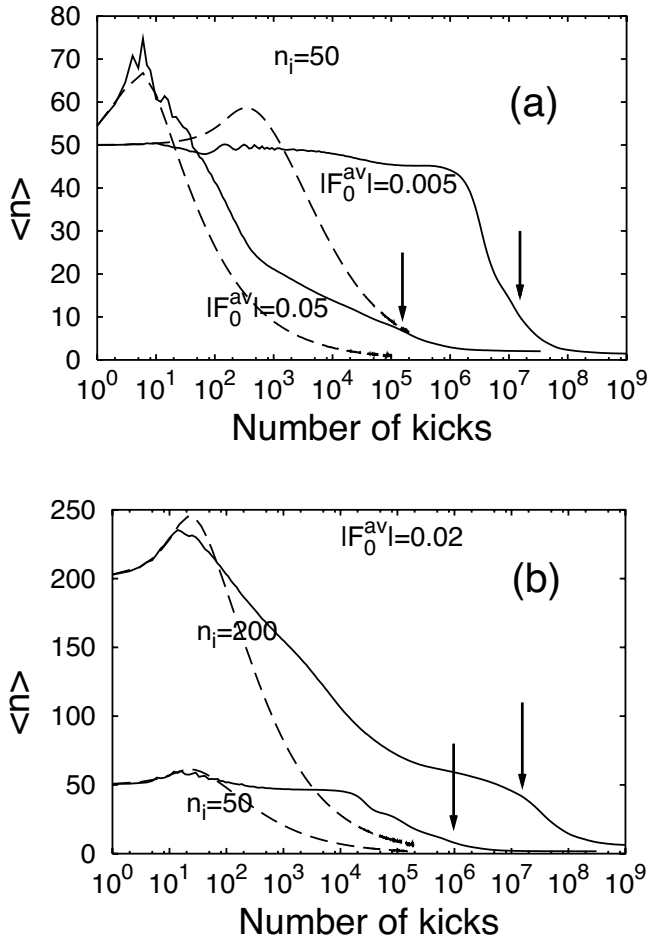 80
70
60
50
40
30
20
10
0
<n>
n_i=50
(a)
|F_0^av|=0.005
|F_0^av|=0.05
10^0 10^1 10^2 10^3 10^4 10^5 10^6 10^7 10^8 10^9
Number of kicks
250
200
150
100
50
0
<n>
|F_0^av|=0.02
(b)
n_i=200
n_i=50
10^0 10^1 10^2 10^3 10^4 10^5 10^6 10^7 10^8 10^9
Number of kicks